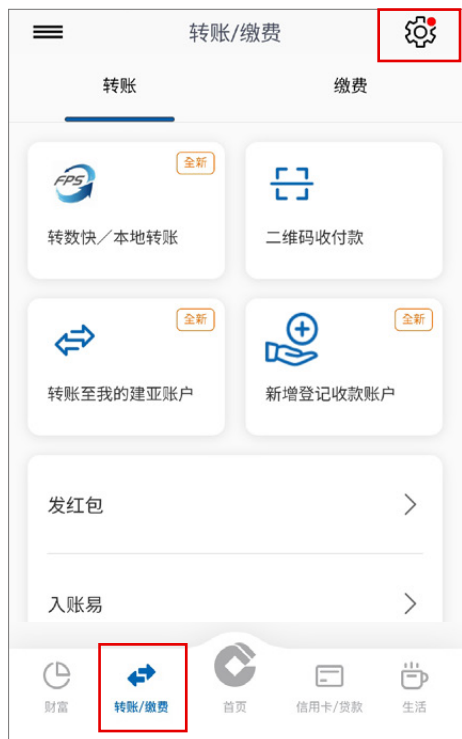 转账/缴费
转账
缴费
FPS
全新
转数快／本地转账
二维码收付款
全新
转账至我的建亚账户
全新
新增登记收款账户
发红包
入账易
财富
转账/缴费
首页
信用卡/贷款
生活